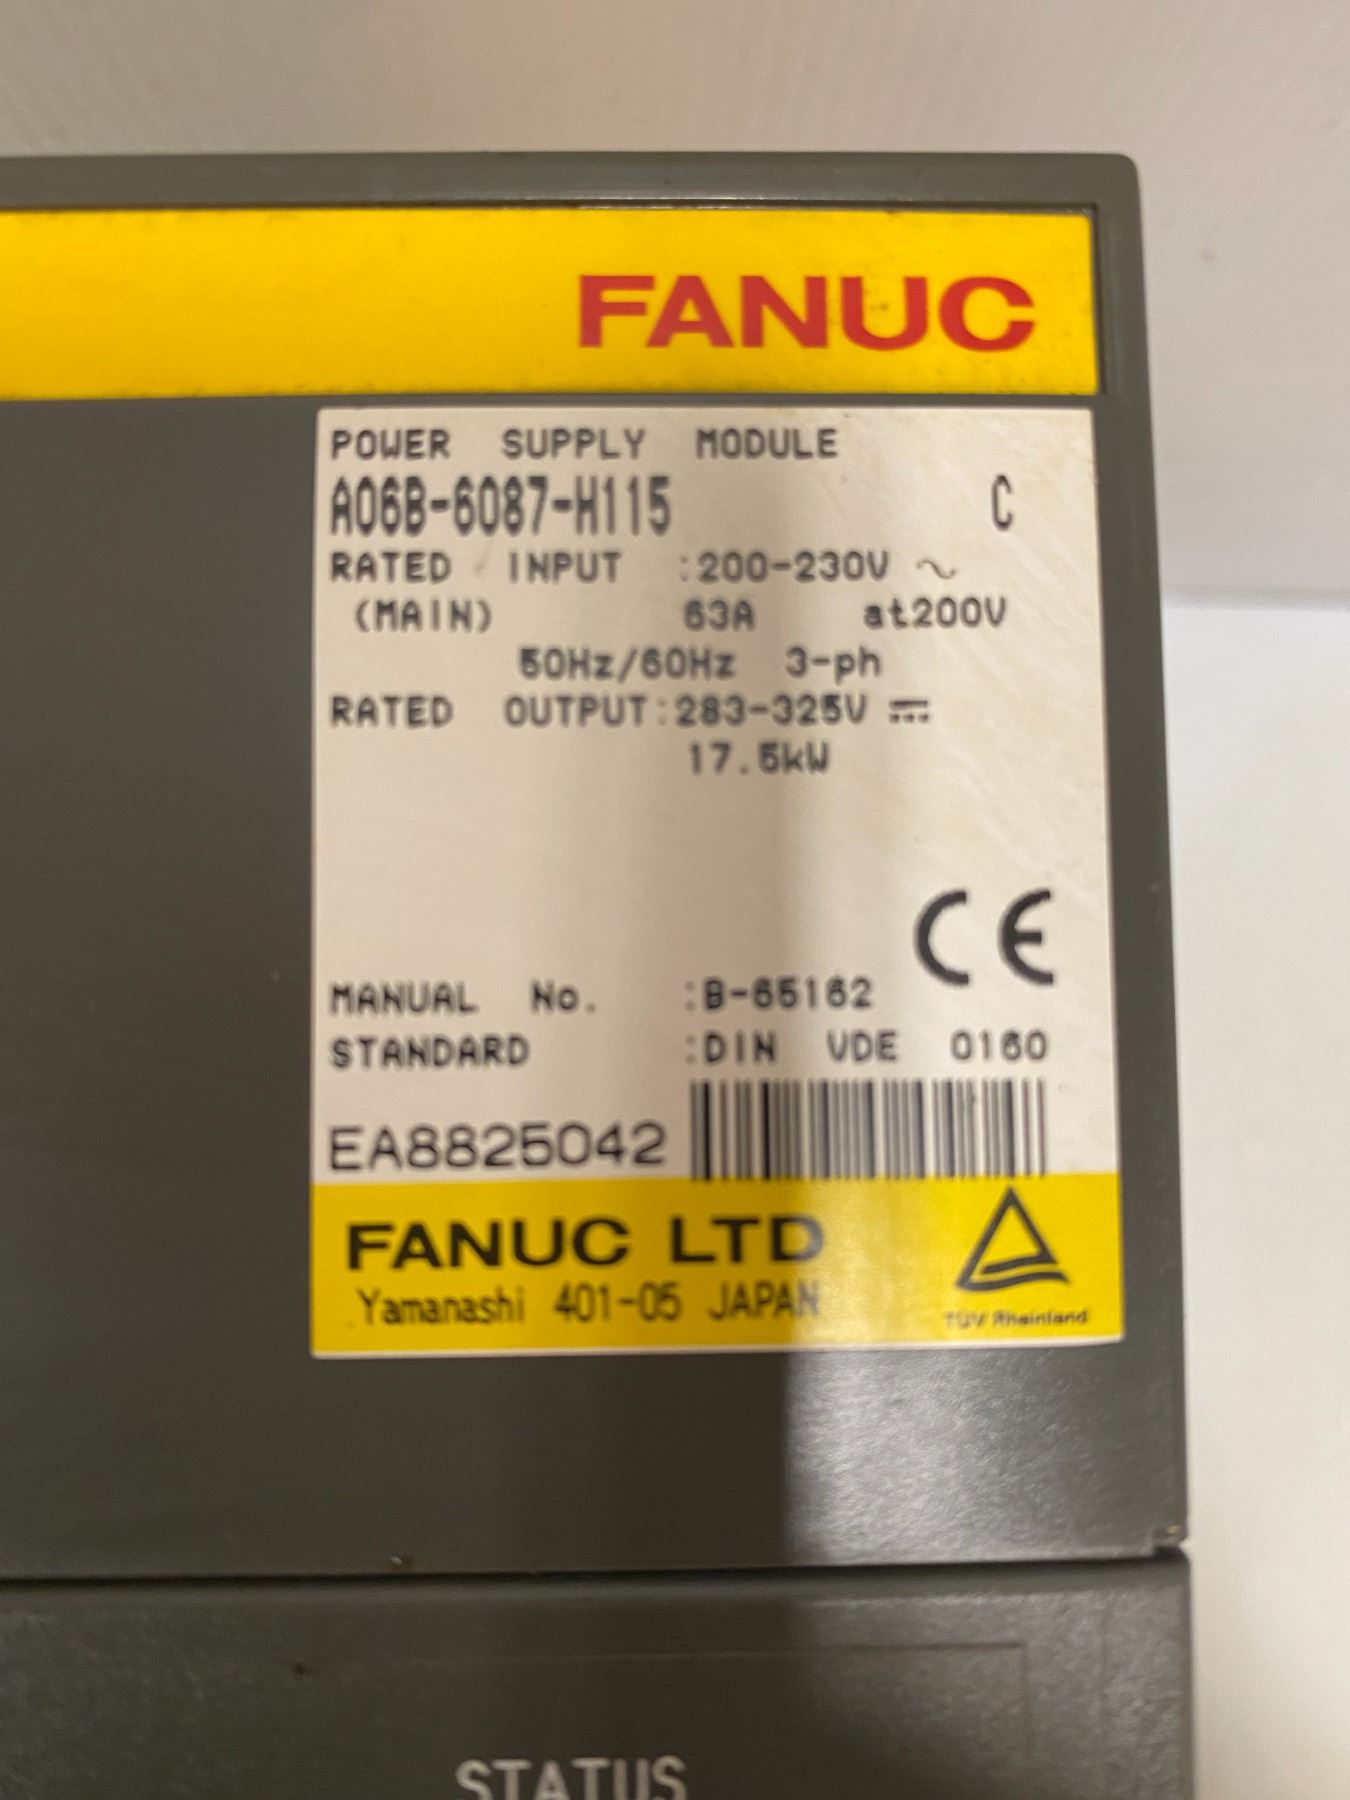 FANUC
POWER SUPPLY MODULE
A06B-6087-H115 C
RATED INPUT :200-230V ~
(MAIN) 63A at200V
50Hz/60Hz 3-ph
RATED OUTPUT:283-325V ⎓
17.5kW
CE
MANUAL No. :B-65162
STANDARD :DIN VDE 0160
EA8825042
FANUC LTD
Yamanashi 401-05 JAPAN
TÜV Rheinland
STATUS